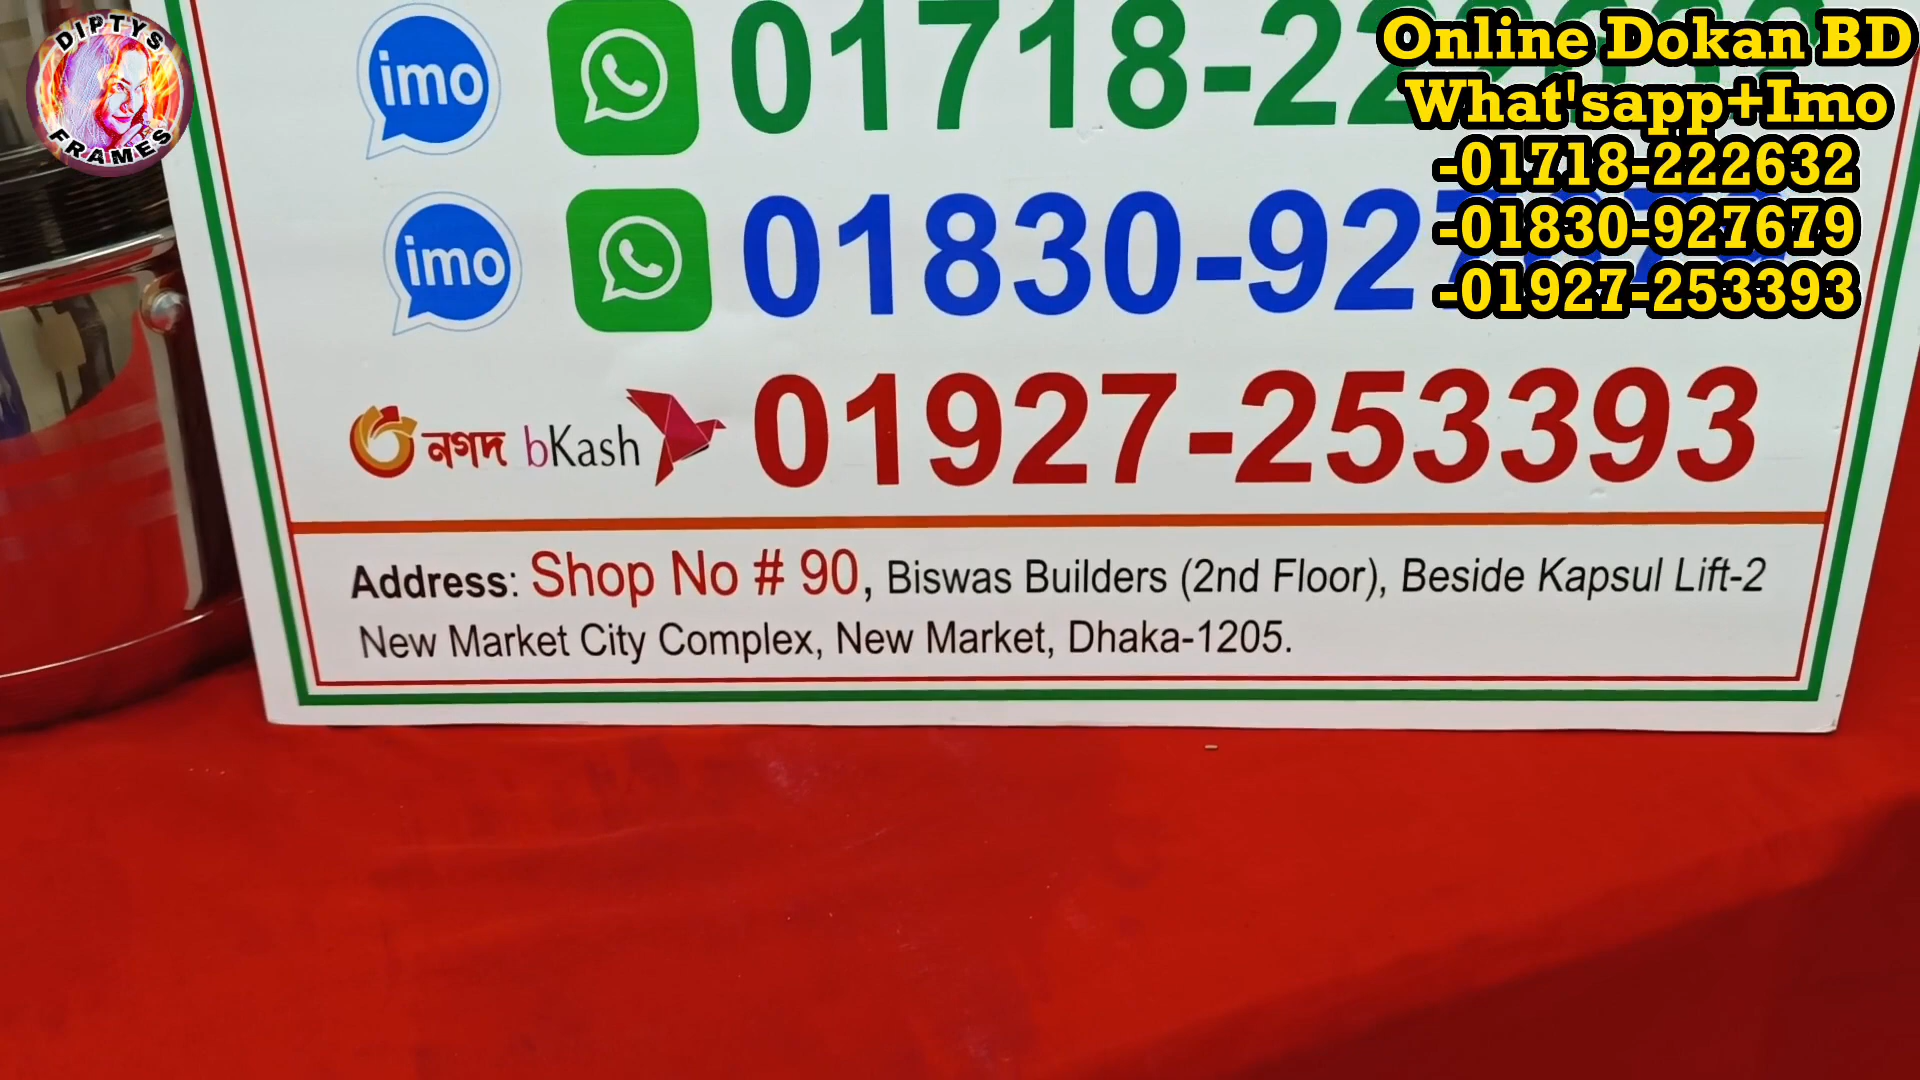 DIPTYS
FRAMES
Online Dokan BD
What'sapp+Imo
-01718-222632
-01830-927679
-01927-253393
imo 01718-222632
imo 01830-927679
নগদ bKash 01927-253393
Address: Shop No # 90, Biswas Builders (2nd Floor), Beside Kapsul Lift-2
New Market City Complex, New Market, Dhaka-1205.